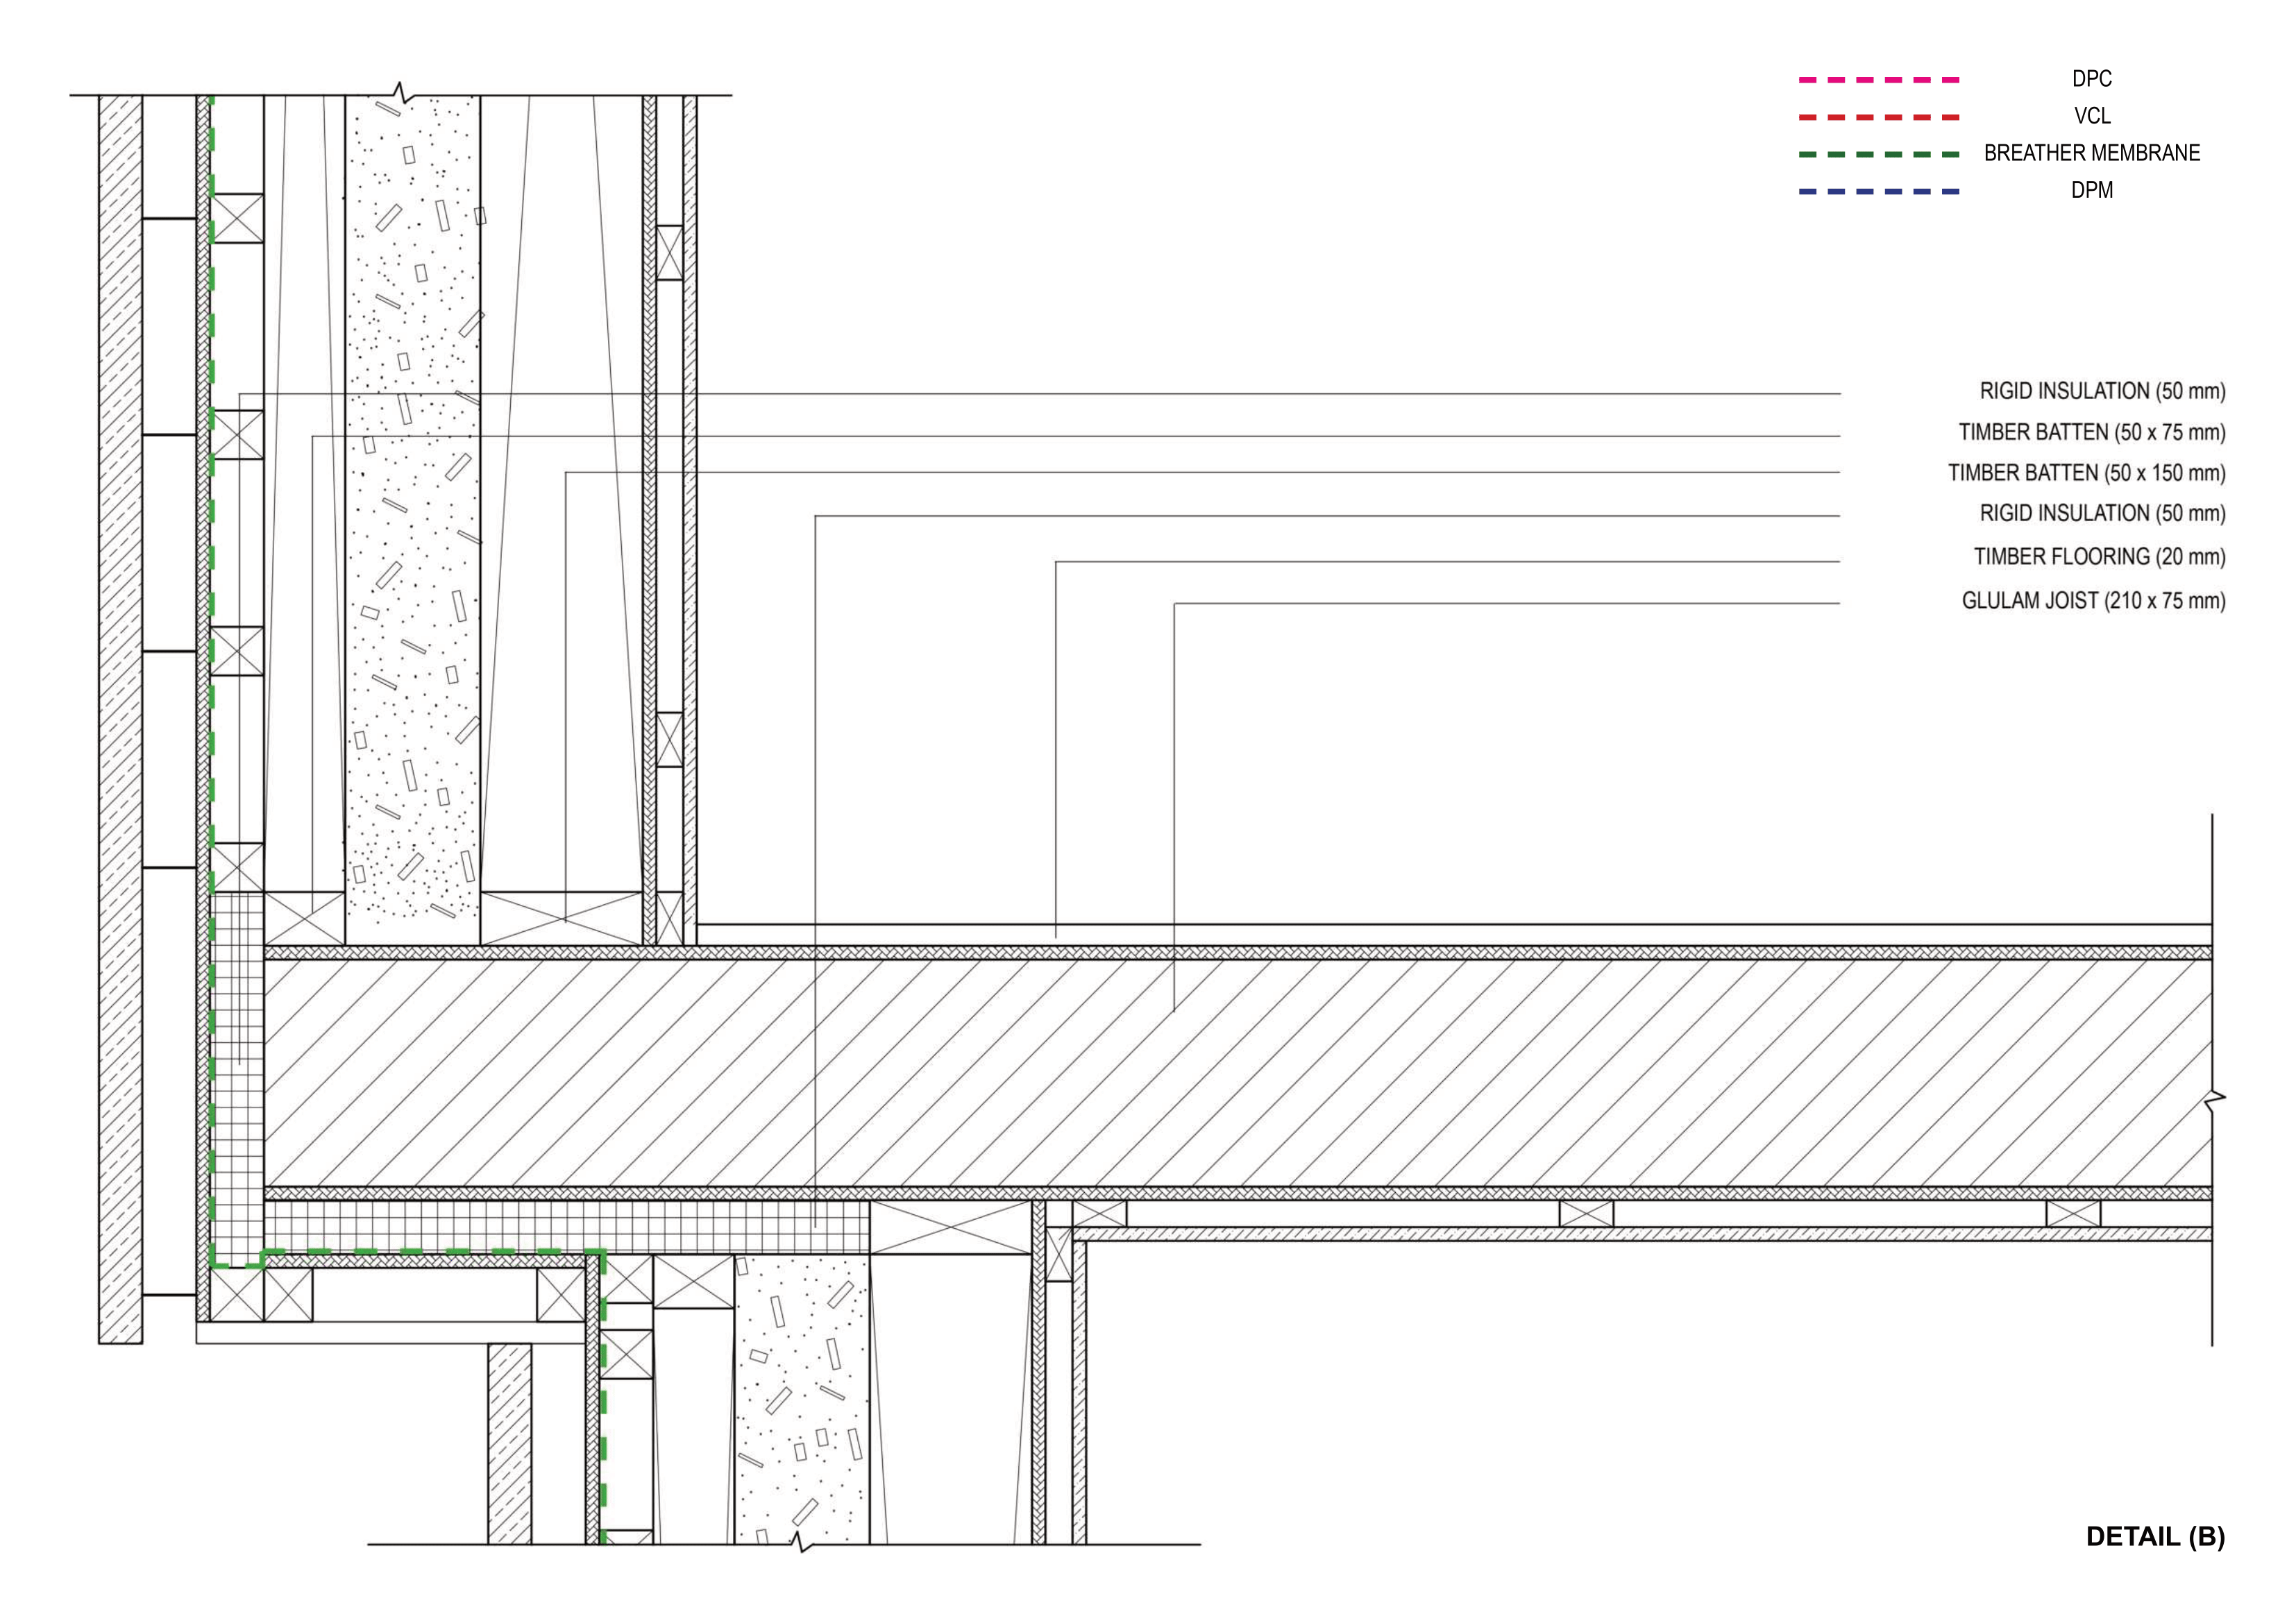 DPC
VCL
BREATHER MEMBRANE
DPM
RIGID INSULATION (50 mm)
TIMBER BATTEN (50 x 75 mm)
TIMBER BATTEN (50 x 150 mm)
RIGID INSULATION (50 mm)
TIMBER FLOORING (20 mm)
GLULAM JOIST (210 x 75 mm)
DETAIL (B)